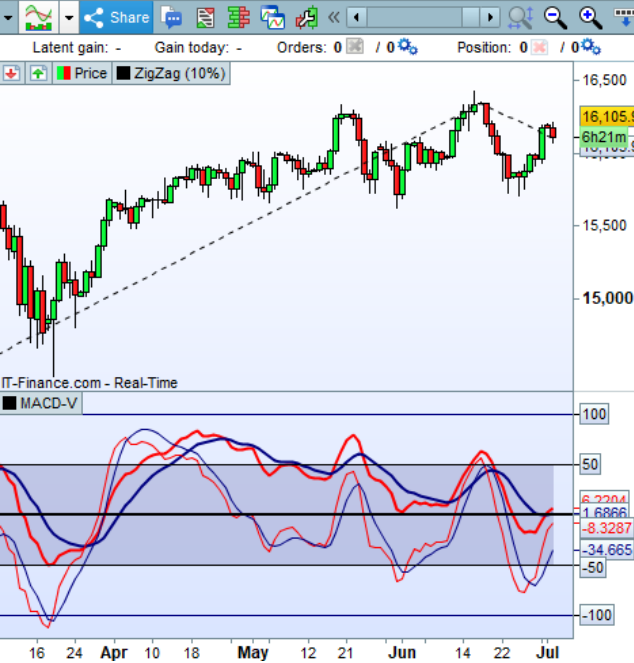 Share
Latent gain: - Gain today: - Orders: 0 / 0 Position: 0 / 0
Price ZigZag (10%)
16,500
16,105.9
6h21m
15,500
15,000
IT-Finance.com - Real-Time
MACD-V
100
50
6.2204
1.6866
-8.3287
-34.665
-50
-100
16 24 Apr 10 18 May 12 21 Jun 14 22 Jul